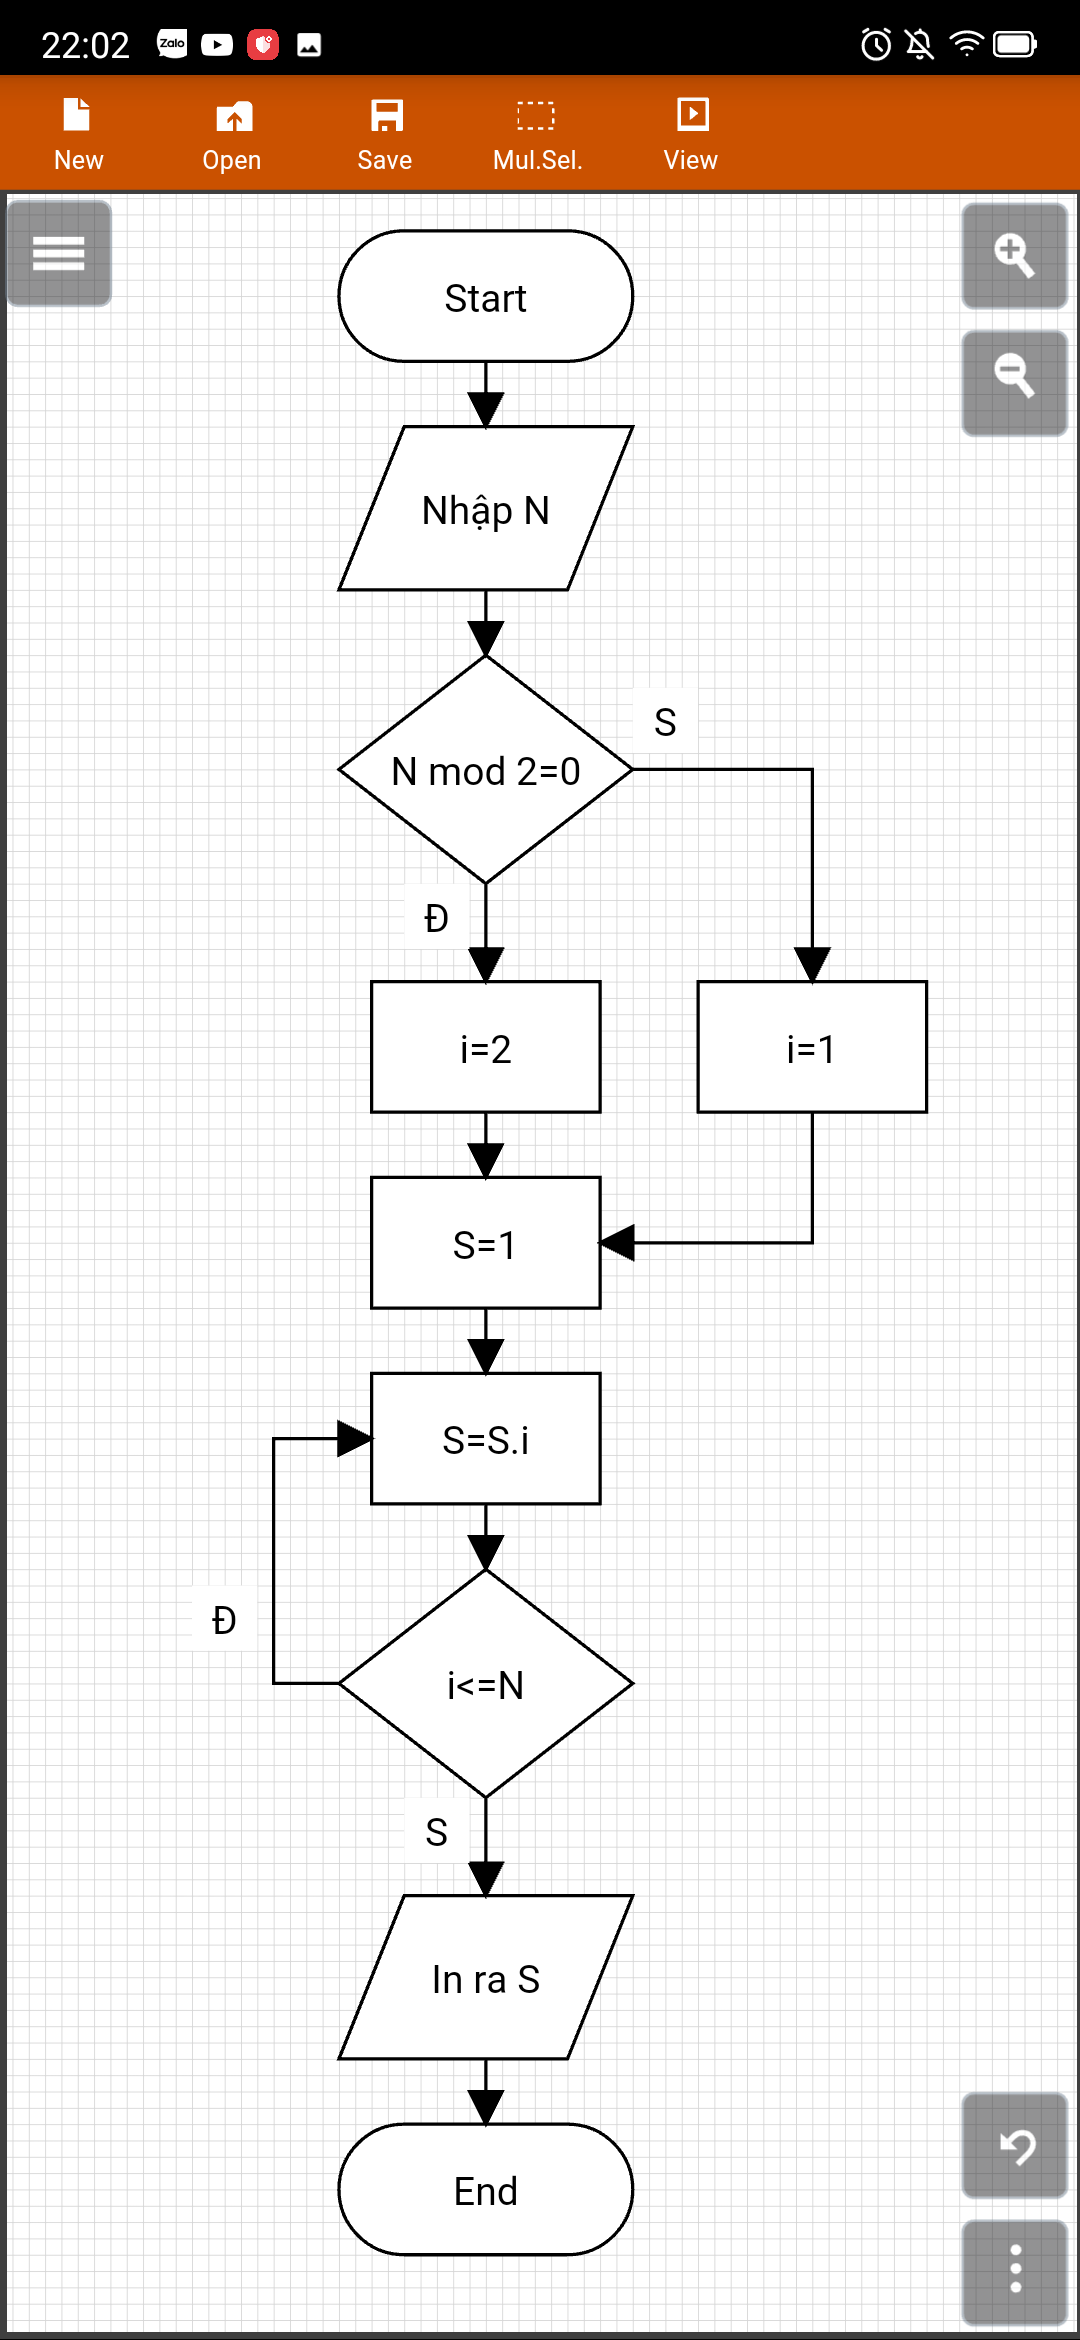 22:02
Zalo
New Open Save Mul.Sel. View
Start
Nhập N
S
N mod 2=0
Đ
i=2 i=1
S=1
S=S.i
Đ
i<=N
S
In ra S
End